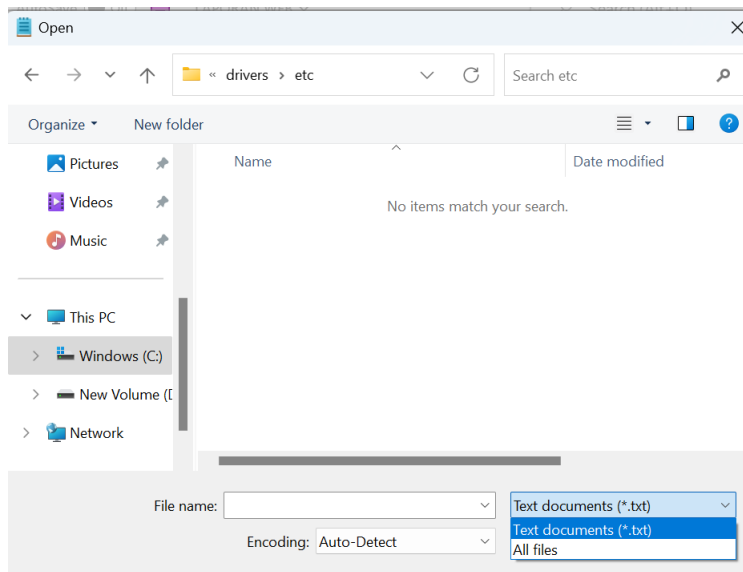 Open
« drivers › etc
Search etc
Organize
New folder
?
Pictures
Name
Date modified
Videos
No items match your search.
Music
This PC
Windows (C:)
New Volume (D
Network
File name:
Text documents (*.txt)
Text documents (*.txt)
Encoding: Auto-Detect
All files